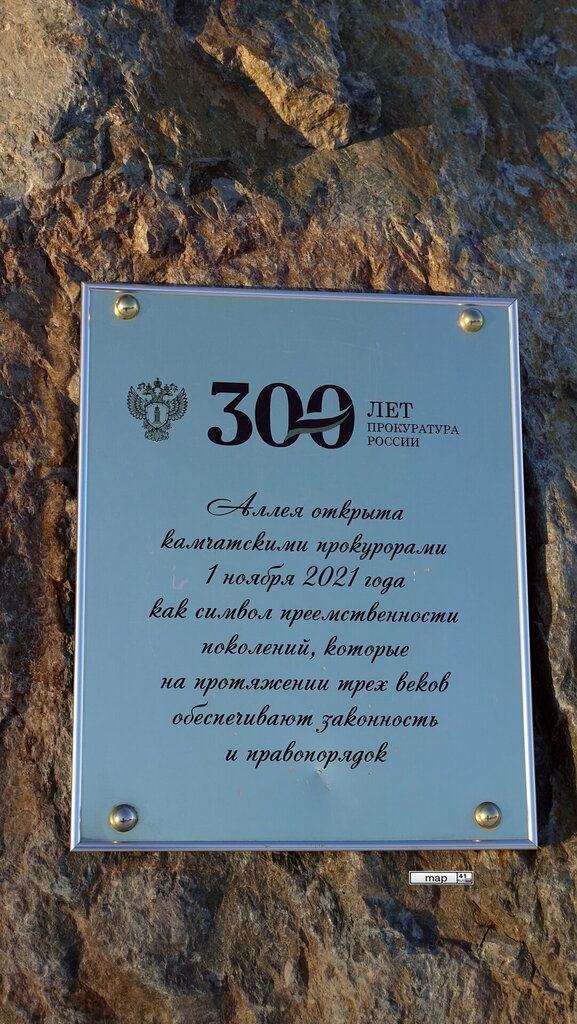 300 ЛЕТ
ПРОКУРАТУРА
РОССИИ
Аллея открыта
камчатскими прокурорами
1 ноября 2021 года
как символ преемственности
поколений, которые
на протяжении трех веков
обеспечивают законность
и правопорядок
map 41